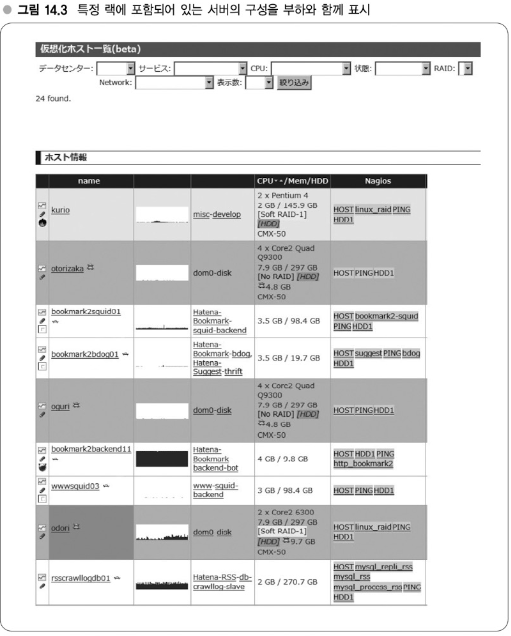 ● 그림 14.3 특정 랙에 포함되어 있는 서버의 구성을 부하와 함께 표시
仮想化ホスト一覧(beta)
データセンター: サービス: CPU: 状態: RAID:
Network: 表示数: 絞り込み
24 found.
ホスト情報
name CPU--/Mem/HDD Nagios
kurio misc-develop
2 x Pentium 4
2 GB / 145.9 GB
[Soft RAID-1]
[HDD]
CMX-50
HOST linux_raid PING
HDD1
otorizaka dom0-disk
4 x Core2 Quad
Q9300
7.9 GB / 297 GB
[No RAID] [HDD]
4.8 GB
CMX-50
HOST PING HDD1
bookmark2squid01
Hatena-
Bookmark-
squid-backend
3.5 GB / 98.4 GB
HOST bookmark2-squid
PING HDD1
bookmark2bdog01
Hatena-
Bookmark-bdog,
Hatena-
Suggest-thrift
3.5 GB / 19.7 GB
HOST suggest PING bdog
HDD1
oguri dom0-disk
4 x Core2 Quad
Q9300
7.9 GB / 297 GB
[No RAID] [HDD]
4.8 GB
CMX-50
HOST PING HDD1
bookmark2backend11
Hatena-
Bookmark
backend-bot
4 GB / 9.8 GB
HOST HDD1 PING
http_bookmark2
wwwsquid03
www-squid-
backend
3 GB / 98.4 GB
HOST PING HDD1
odori dom0-disk
2 x Core2 6300
7.9 GB / 297 GB
[Soft RAID-1]
[HDD] 9.7 GB
CMX-50
HOST linux_raid PING
HDD1
rsscrawllogdb01
Hatena-RSS-db-
crawllog-slave
2 GB / 270.7 GB
HOST mysql_repli_rss
mysql_rss
mysql_process_rss PING
HDD1